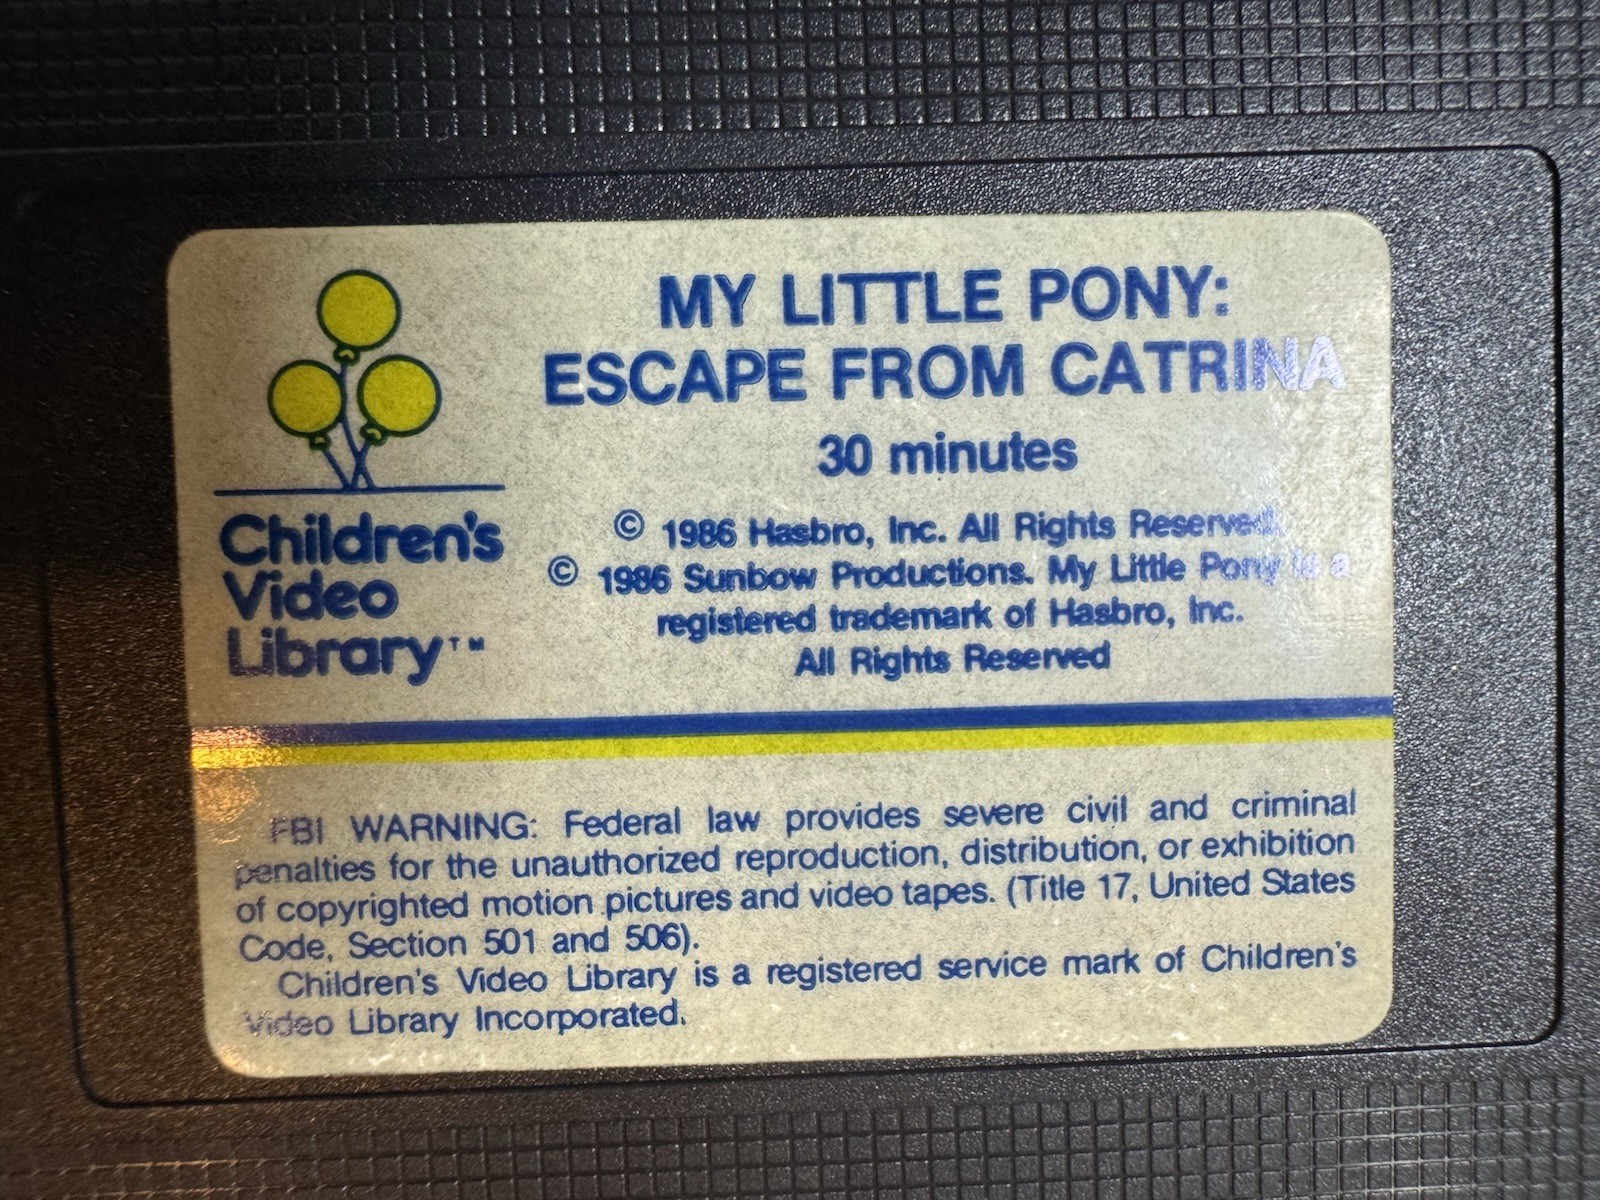 MY LITTLE PONY:
ESCAPE FROM CATRINA
30 minutes
© 1986 Hasbro, Inc. All Rights Reserved.
© 1986 Sunbow Productions. My Little Pony is a
registered trademark of Hasbro, Inc.
All Rights Reserved
Children's
Video
Library™
FBI WARNING: Federal law provides severe civil and criminal
penalties for the unauthorized reproduction, distribution, or exhibition
of copyrighted motion pictures and video tapes. (Title 17, United States
Code, Section 501 and 506).
Children's Video Library is a registered service mark of Children's
Video Library Incorporated.